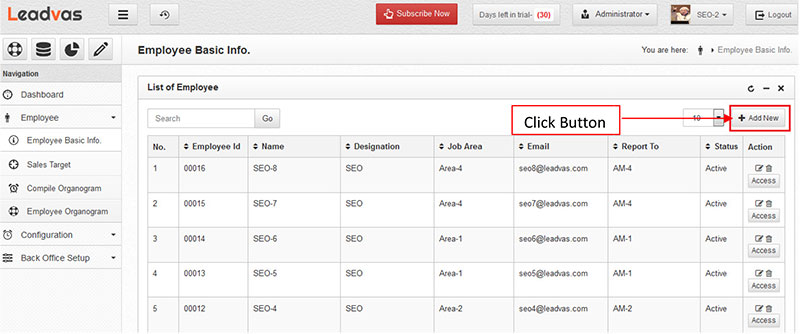 Leadvas
Subscribe Now
Days left in trial- (30)
Administrator
SEO-2
Logout
Employee Basic Info.
You are here: Employee Basic Info.
Navigation
Dashboard
Employee
Employee Basic Info.
Sales Target
Compile Organogram
Employee Organogram
Configuration
Back Office Setup
List of Employee
Search Go
Click Button
10
Add New
No. Employee Id Name Designation Job Area Email Report To Status Action
1 00016 SEO-8 SEO Area-4 seo8@leadvas.com AM-4 Active
Access
2 00015 SEO-7 SEO Area-4 seo7@leadvas.com AM-4 Active
Access
3 00014 SEO-6 SEO Area-1 seo6@leadvas.com AM-1 Active
Access
4 00013 SEO-5 SEO Area-1 seo5@leadvas.com AM-1 Active
Access
5 00012 SEO-4 SEO Area-2 seo4@leadvas.com AM-2 Active
Access